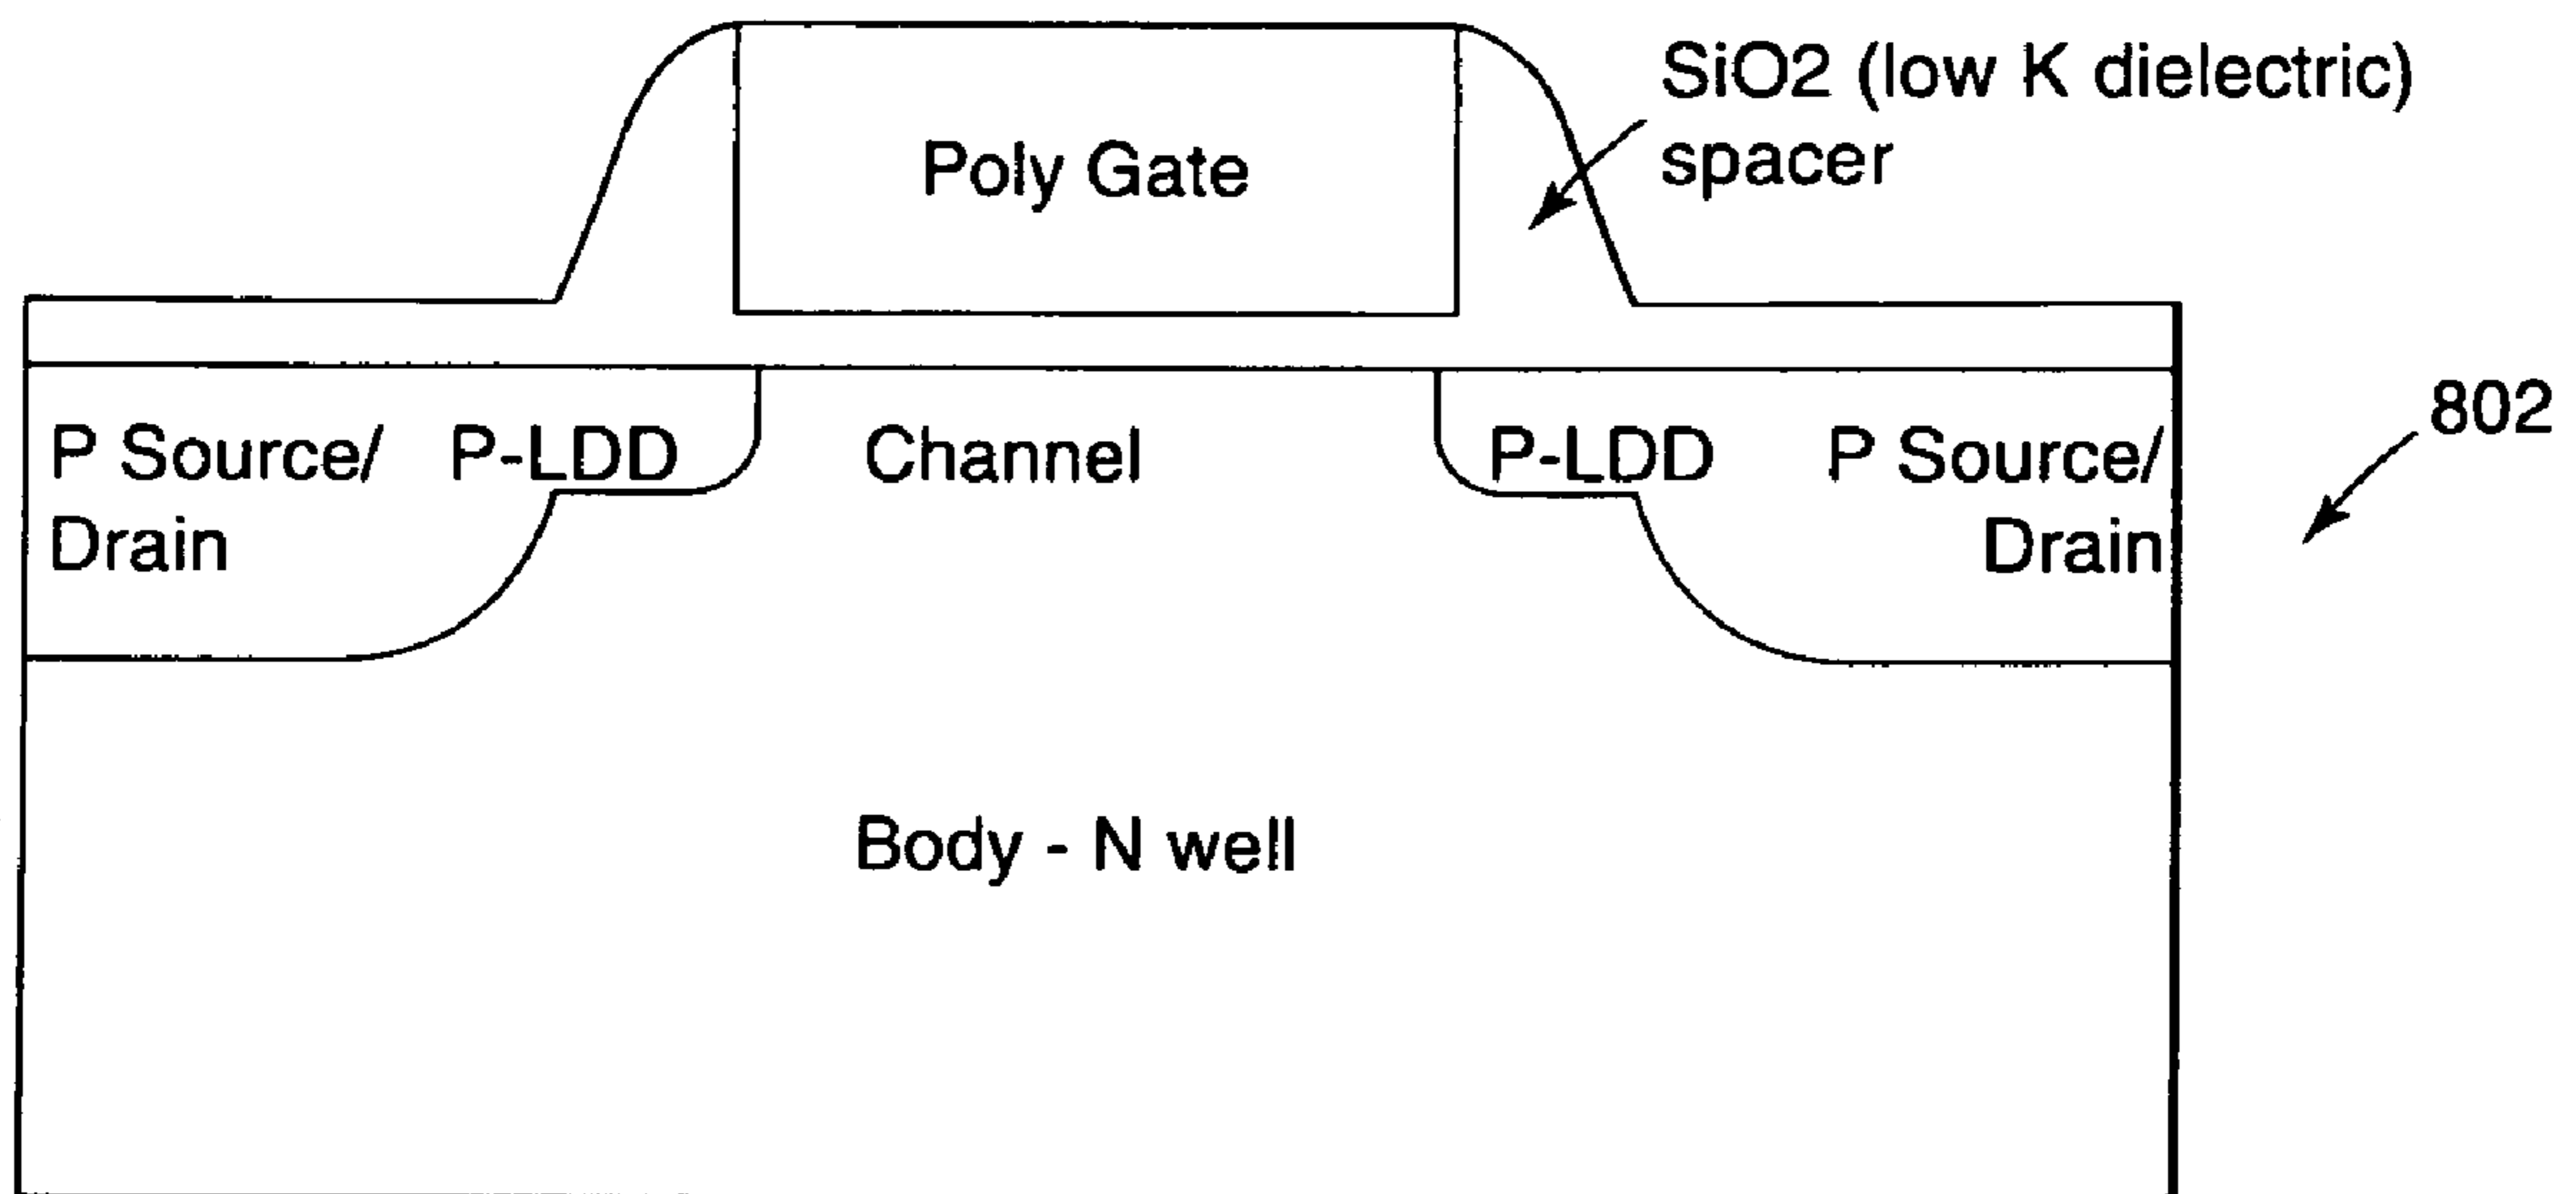 SiO2 (low K dielectric)
spacer
Poly Gate
802
P Source/
Drain
P-LDD
Channel
P-LDD
P Source/
Drain
Body - N well